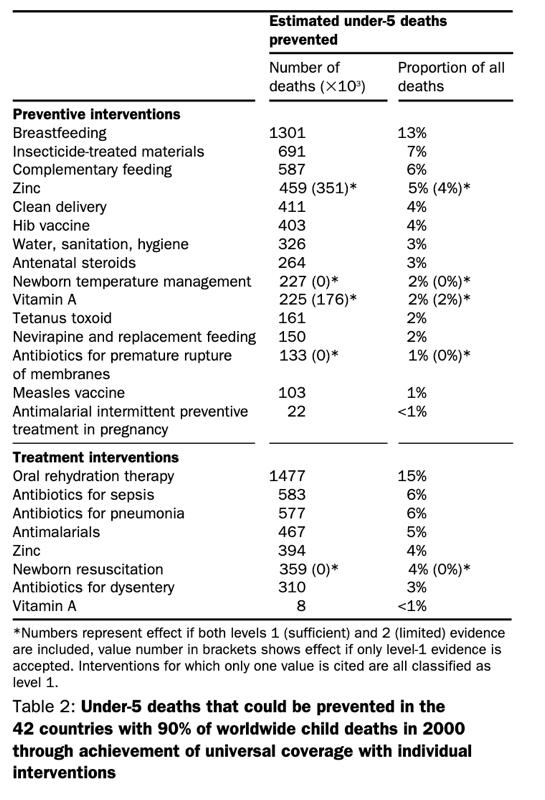 Estimated under-5 deaths
prevented
Number of Proportion of all
deaths (×10³) deaths
Preventive interventions
Breastfeeding 1301 13%
Insecticide-treated materials 691 7%
Complementary feeding 587 6%
Zinc 459 (351)* 5% (4%)*
Clean delivery 411 4%
Hib vaccine 403 4%
Water, sanitation, hygiene 326 3%
Antenatal steroids 264 3%
Newborn temperature management 227 (0)* 2% (0%)*
Vitamin A 225 (176)* 2% (2%)*
Tetanus toxoid 161 2%
Nevirapine and replacement feeding 150 2%
Antibiotics for premature rupture 133 (0)* 1% (0%)*
of membranes
Measles vaccine 103 1%
Antimalarial intermittent preventive 22 <1%
treatment in pregnancy
Treatment interventions
Oral rehydration therapy 1477 15%
Antibiotics for sepsis 583 6%
Antibiotics for pneumonia 577 6%
Antimalarials 467 5%
Zinc 394 4%
Newborn resuscitation 359 (0)* 4% (0%)*
Antibiotics for dysentery 310 3%
Vitamin A 8 <1%
*Numbers represent effect if both levels 1 (sufficient) and 2 (limited) evidence
are included, value number in brackets shows effect if only level-1 evidence is
accepted. Interventions for which only one value is cited are all classified as
level 1.
Table 2: Under-5 deaths that could be prevented in the
42 countries with 90% of worldwide child deaths in 2000
through achievement of universal coverage with individual
interventions